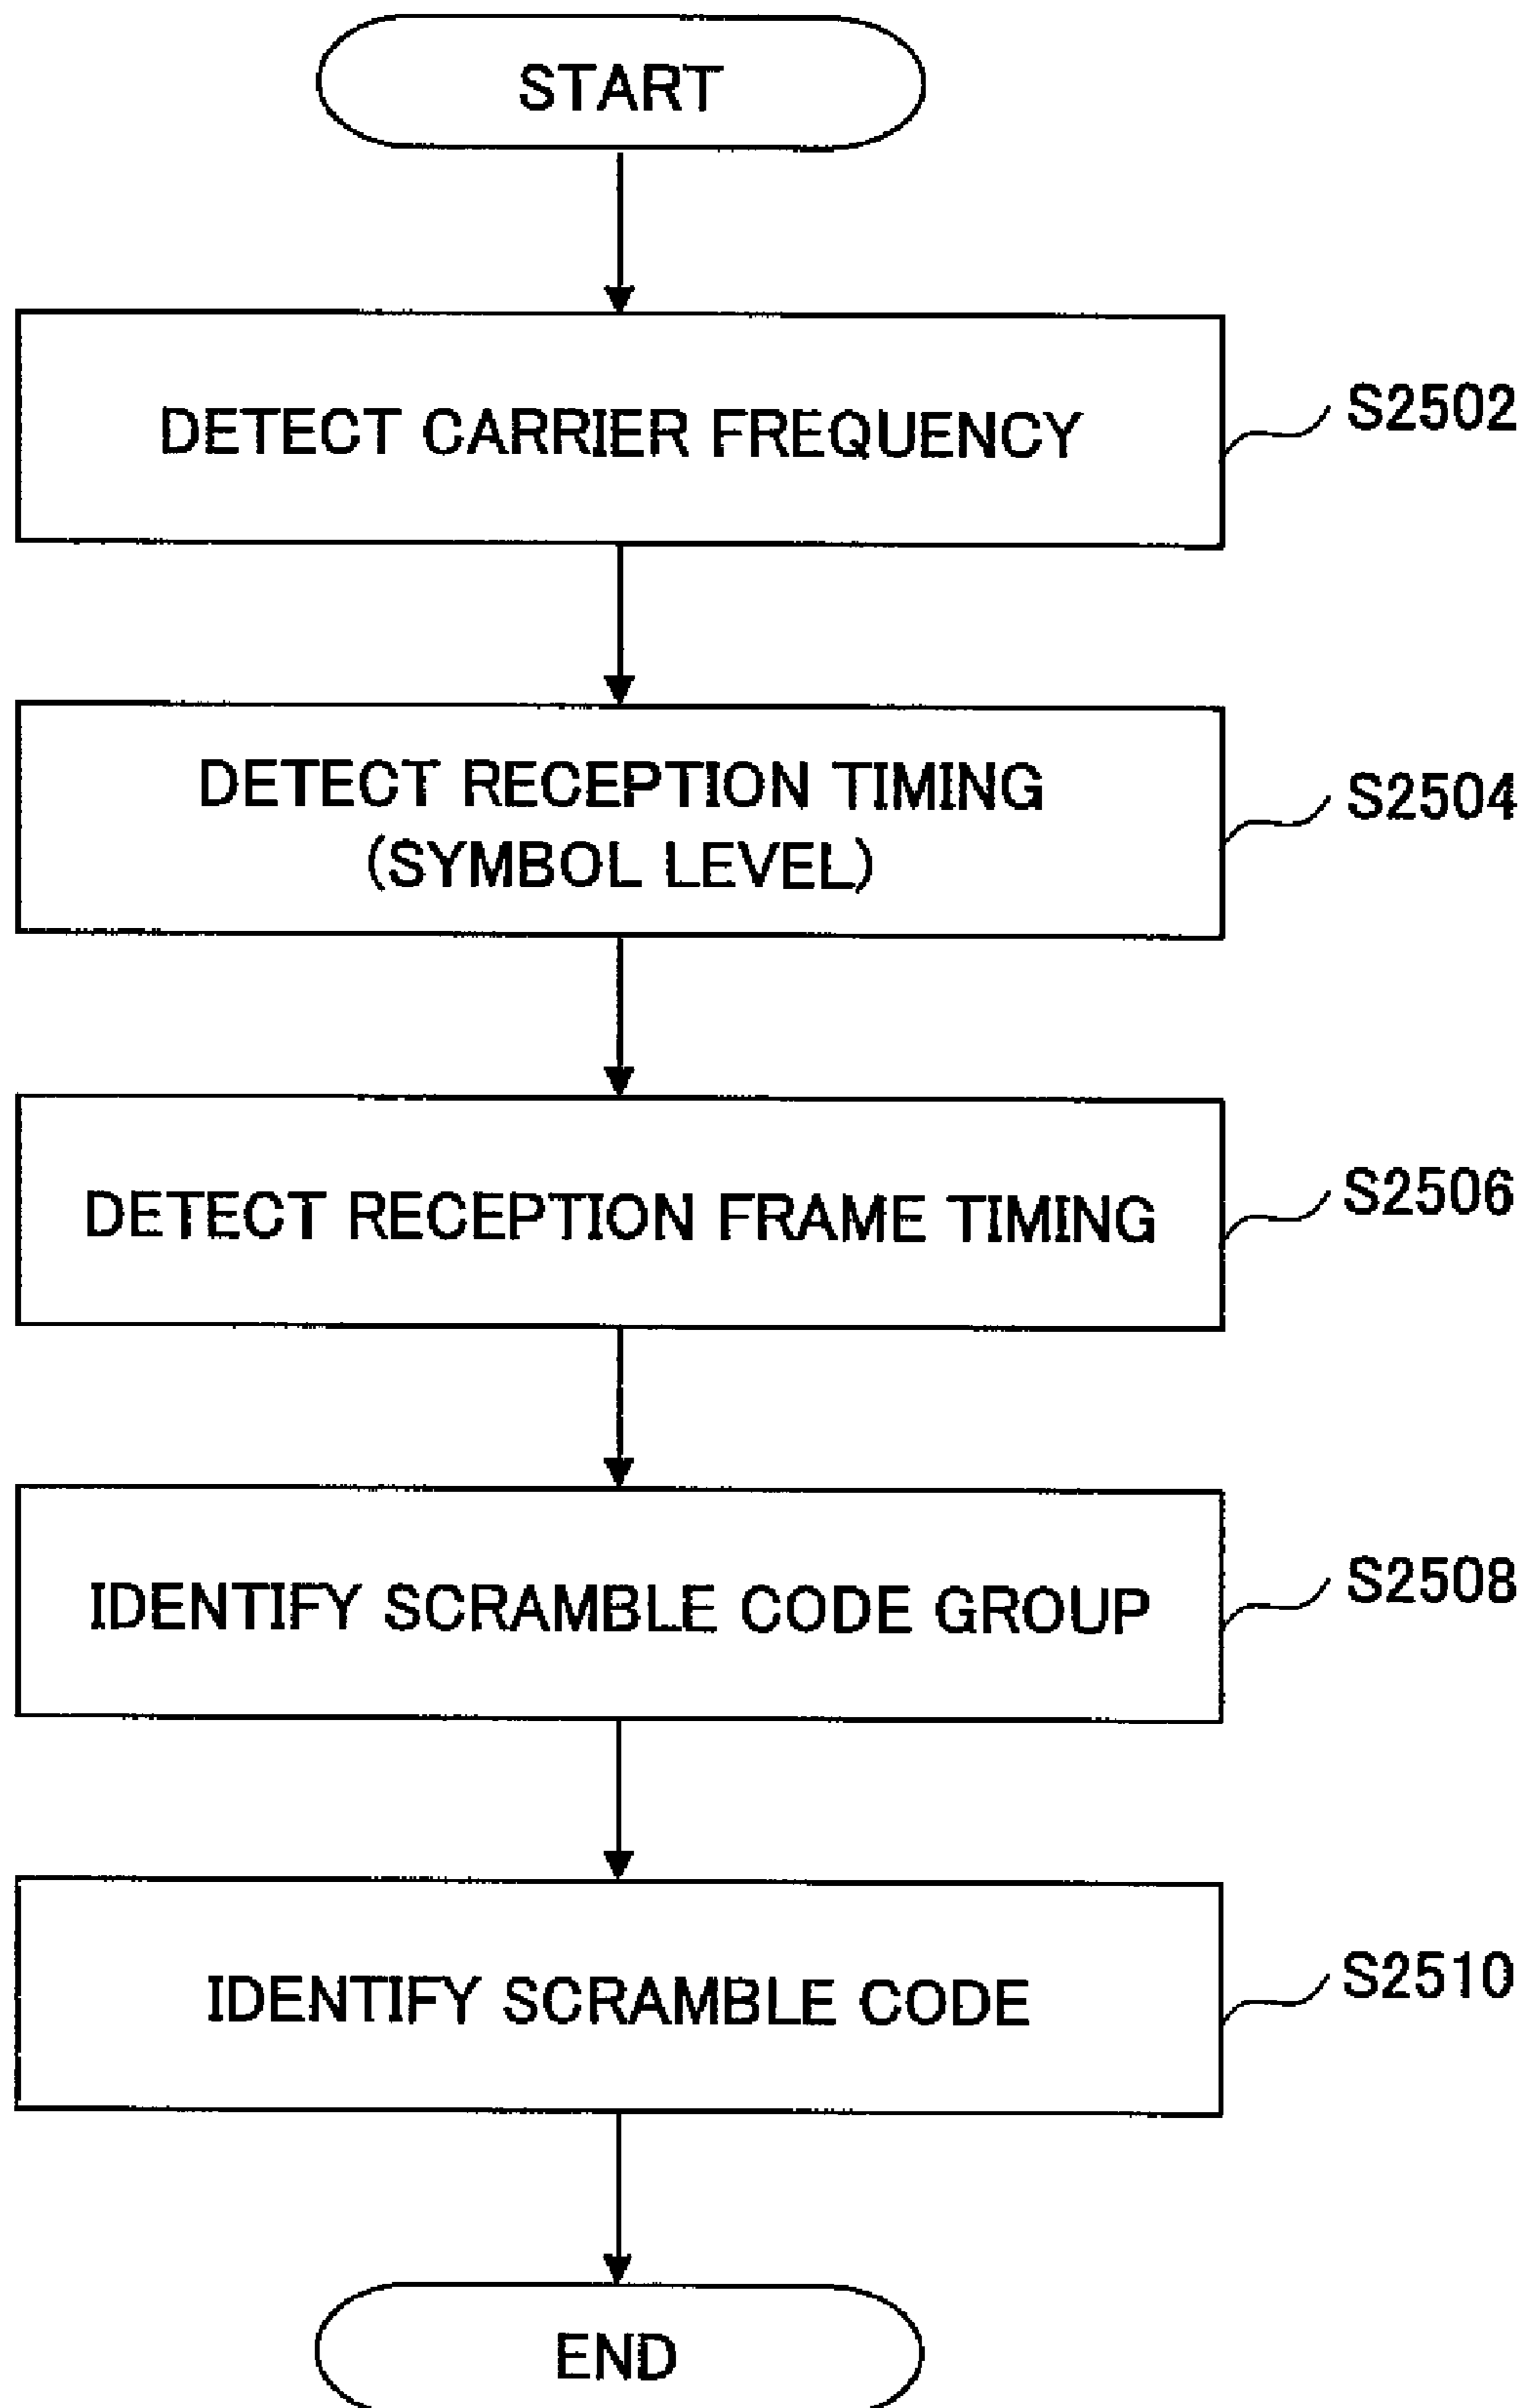 START
DETECT CARRIER FREQUENCY
S2502
DETECT RECEPTION TIMING
(SYMBOL LEVEL)
S2504
DETECT RECEPTION FRAME TIMING
S2506
IDENTIFY SCRAMBLE CODE GROUP
S2508
IDENTIFY SCRAMBLE CODE
S2510
END